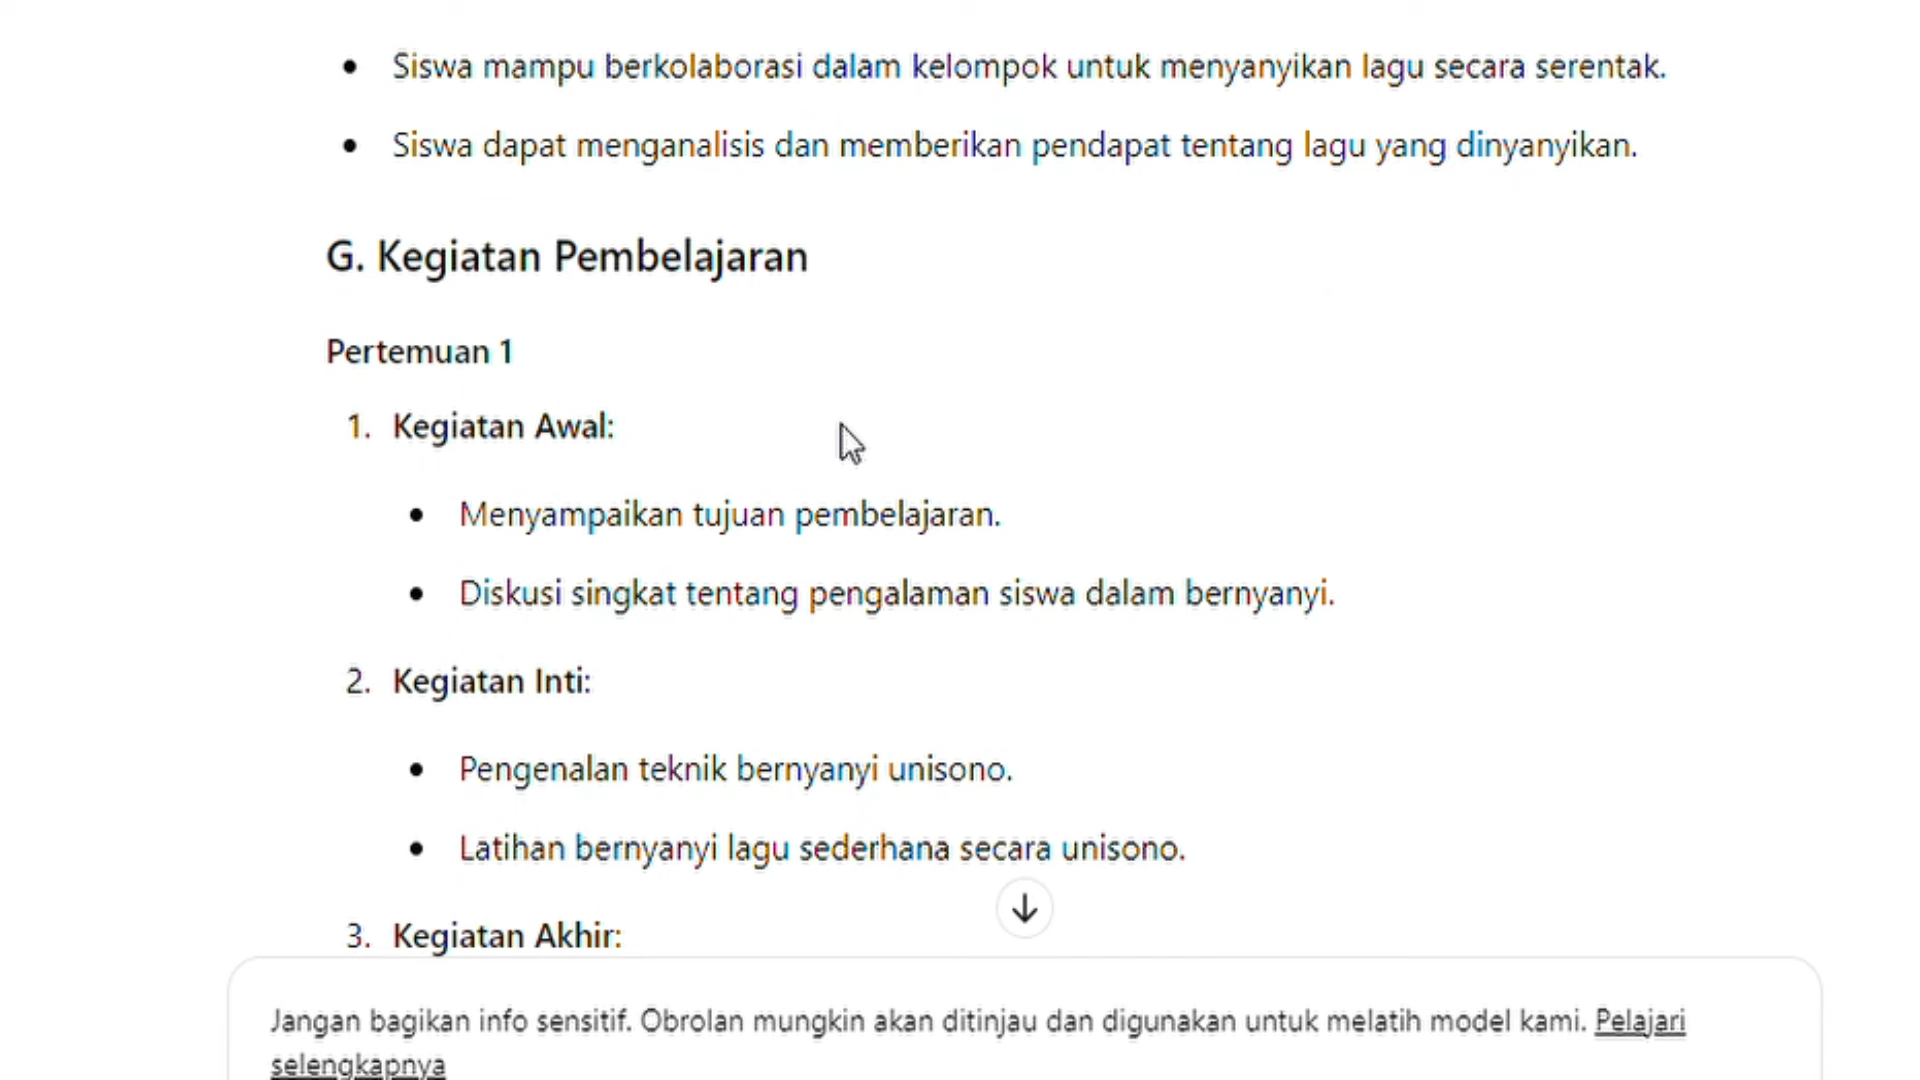 Siswa mampu berkolaborasi dalam kelompok untuk menyanyikan lagu secara serentak.
Siswa dapat menganalisis dan memberikan pendapat tentang lagu yang dinyanyikan.
G. Kegiatan Pembelajaran
Pertemuan 1
1. Kegiatan Awal:
Menyampaikan tujuan pembelajaran.
Diskusi singkat tentang pengalaman siswa dalam bernyanyi.
2. Kegiatan Inti:
Pengenalan teknik bernyanyi unisono.
Latihan bernyanyi lagu sederhana secara unisono.
3. Kegiatan Akhir:
Jangan bagikan info sensitif. Obrolan mungkin akan ditinjau dan digunakan untuk melatih model kami. Pelajari
selengkapnya